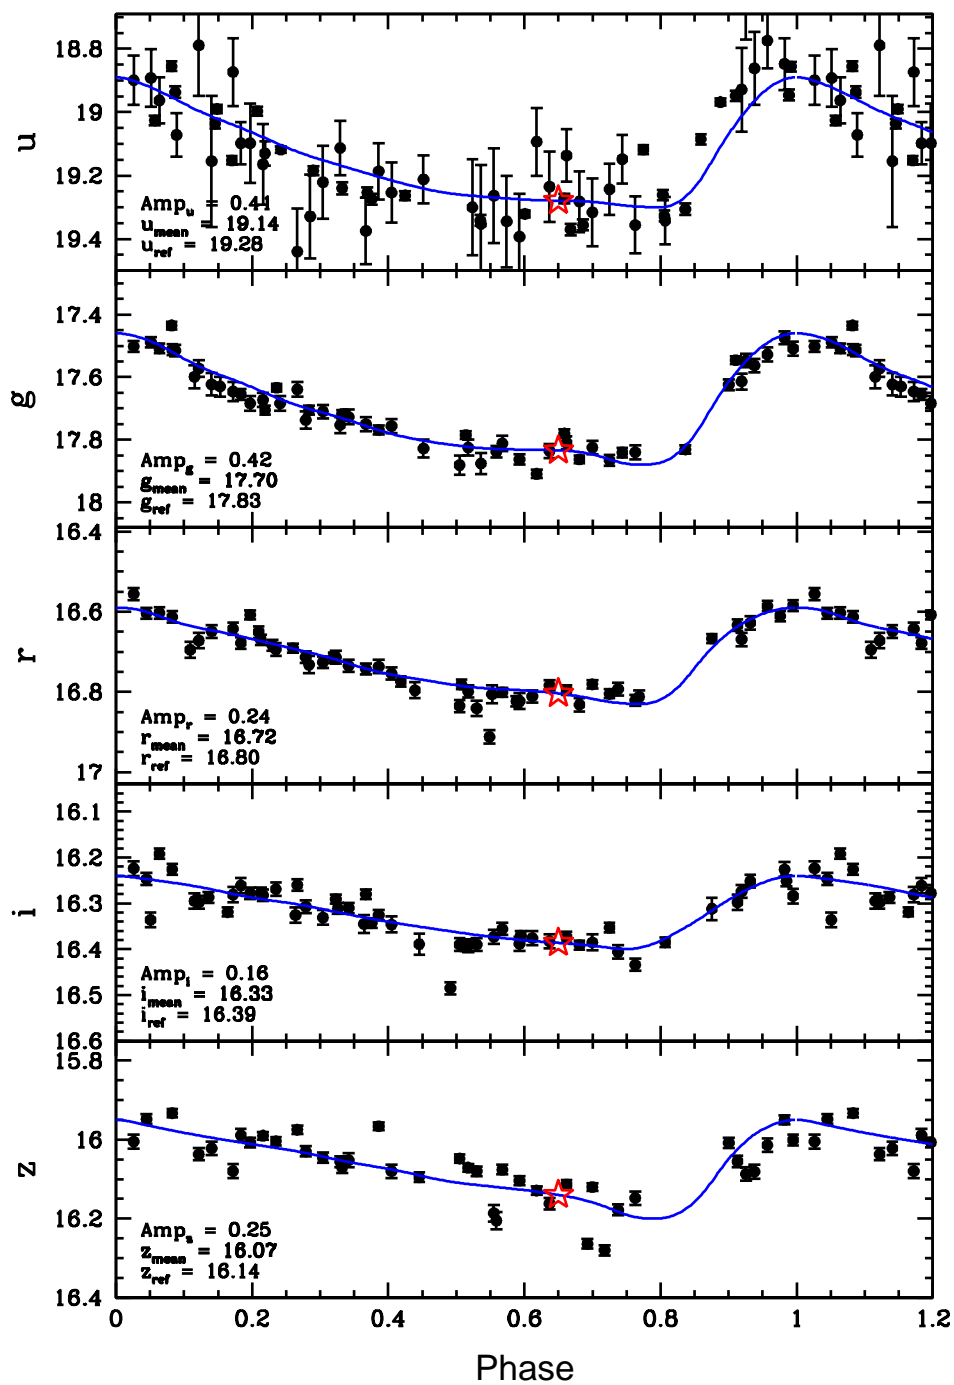 18.8
19
19.2
19.4
u
Amp_u = 0.41
u_mean = 19.14
u_ref = 19.28
17.4
17.6
17.8
18
g
Amp_g = 0.42
g_mean = 17.70
g_ref = 17.83
16.4
16.6
16.8
17
r
Amp_r = 0.24
r_mean = 16.72
r_ref = 16.80
16.1
16.2
16.3
16.4
16.5
16.6
i
Amp_i = 0.16
i_mean = 16.33
i_ref = 16.39
15.8
16
16.2
16.4
z
Amp_z = 0.25
z_mean = 16.07
z_ref = 16.14
0 0.2 0.4 0.6 0.8 1 1.2
Phase